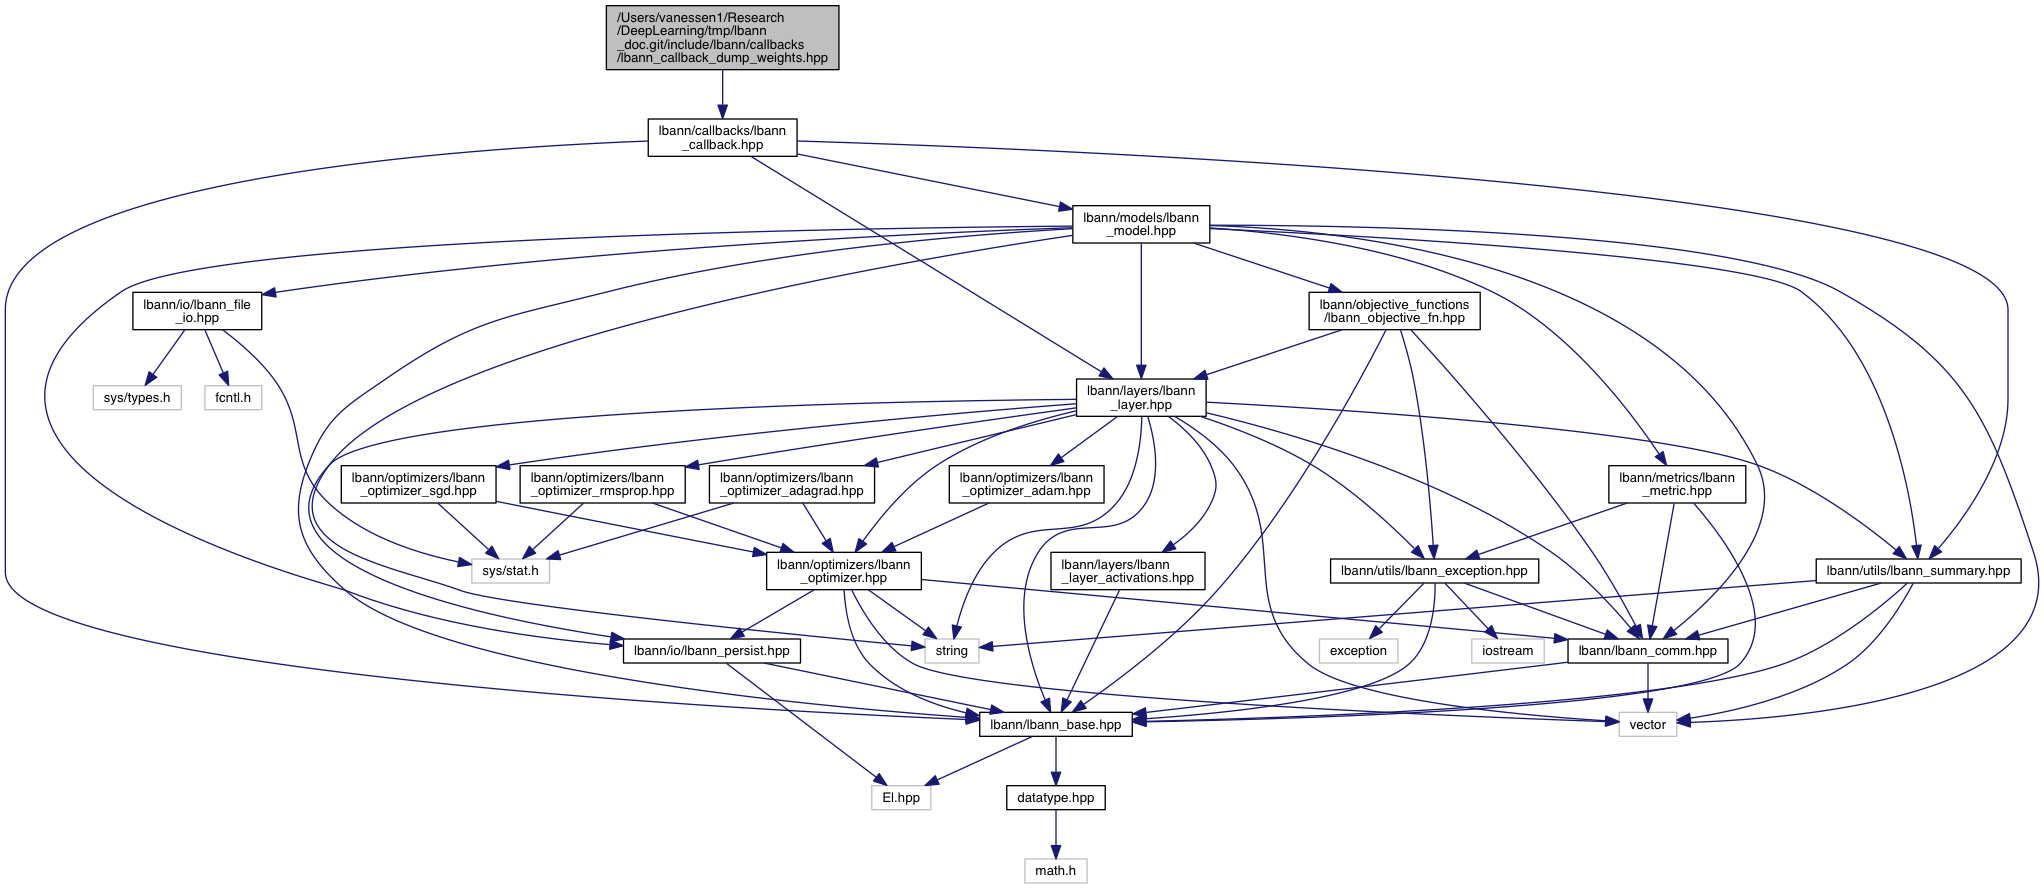 /Users/vanessen1/Research
/DeepLearning/tmp/lbann
_doc.git/include/lbann/callbacks
/lbann_callback_dump_weights.hpp
lbann/callbacks/lbann
_callback.hpp
lbann/models/lbann
_model.hpp
lbann/io/lbann_file
_io.hpp
lbann/objective_functions
/lbann_objective_fn.hpp
sys/types.h
fcntl.h
lbann/layers/lbann
_layer.hpp
lbann/optimizers/lbann
_optimizer_sgd.hpp
lbann/optimizers/lbann
_optimizer_rmsprop.hpp
lbann/optimizers/lbann
_optimizer_adagrad.hpp
lbann/optimizers/lbann
_optimizer_adam.hpp
lbann/metrics/lbann
_metric.hpp
sys/stat.h
lbann/optimizers/lbann
_optimizer.hpp
lbann/layers/lbann
_layer_activations.hpp
lbann/utils/lbann_exception.hpp
lbann/utils/lbann_summary.hpp
lbann/io/lbann_persist.hpp
string
exception
iostream
lbann/lbann_comm.hpp
lbann/lbann_base.hpp
vector
El.hpp
datatype.hpp
math.h